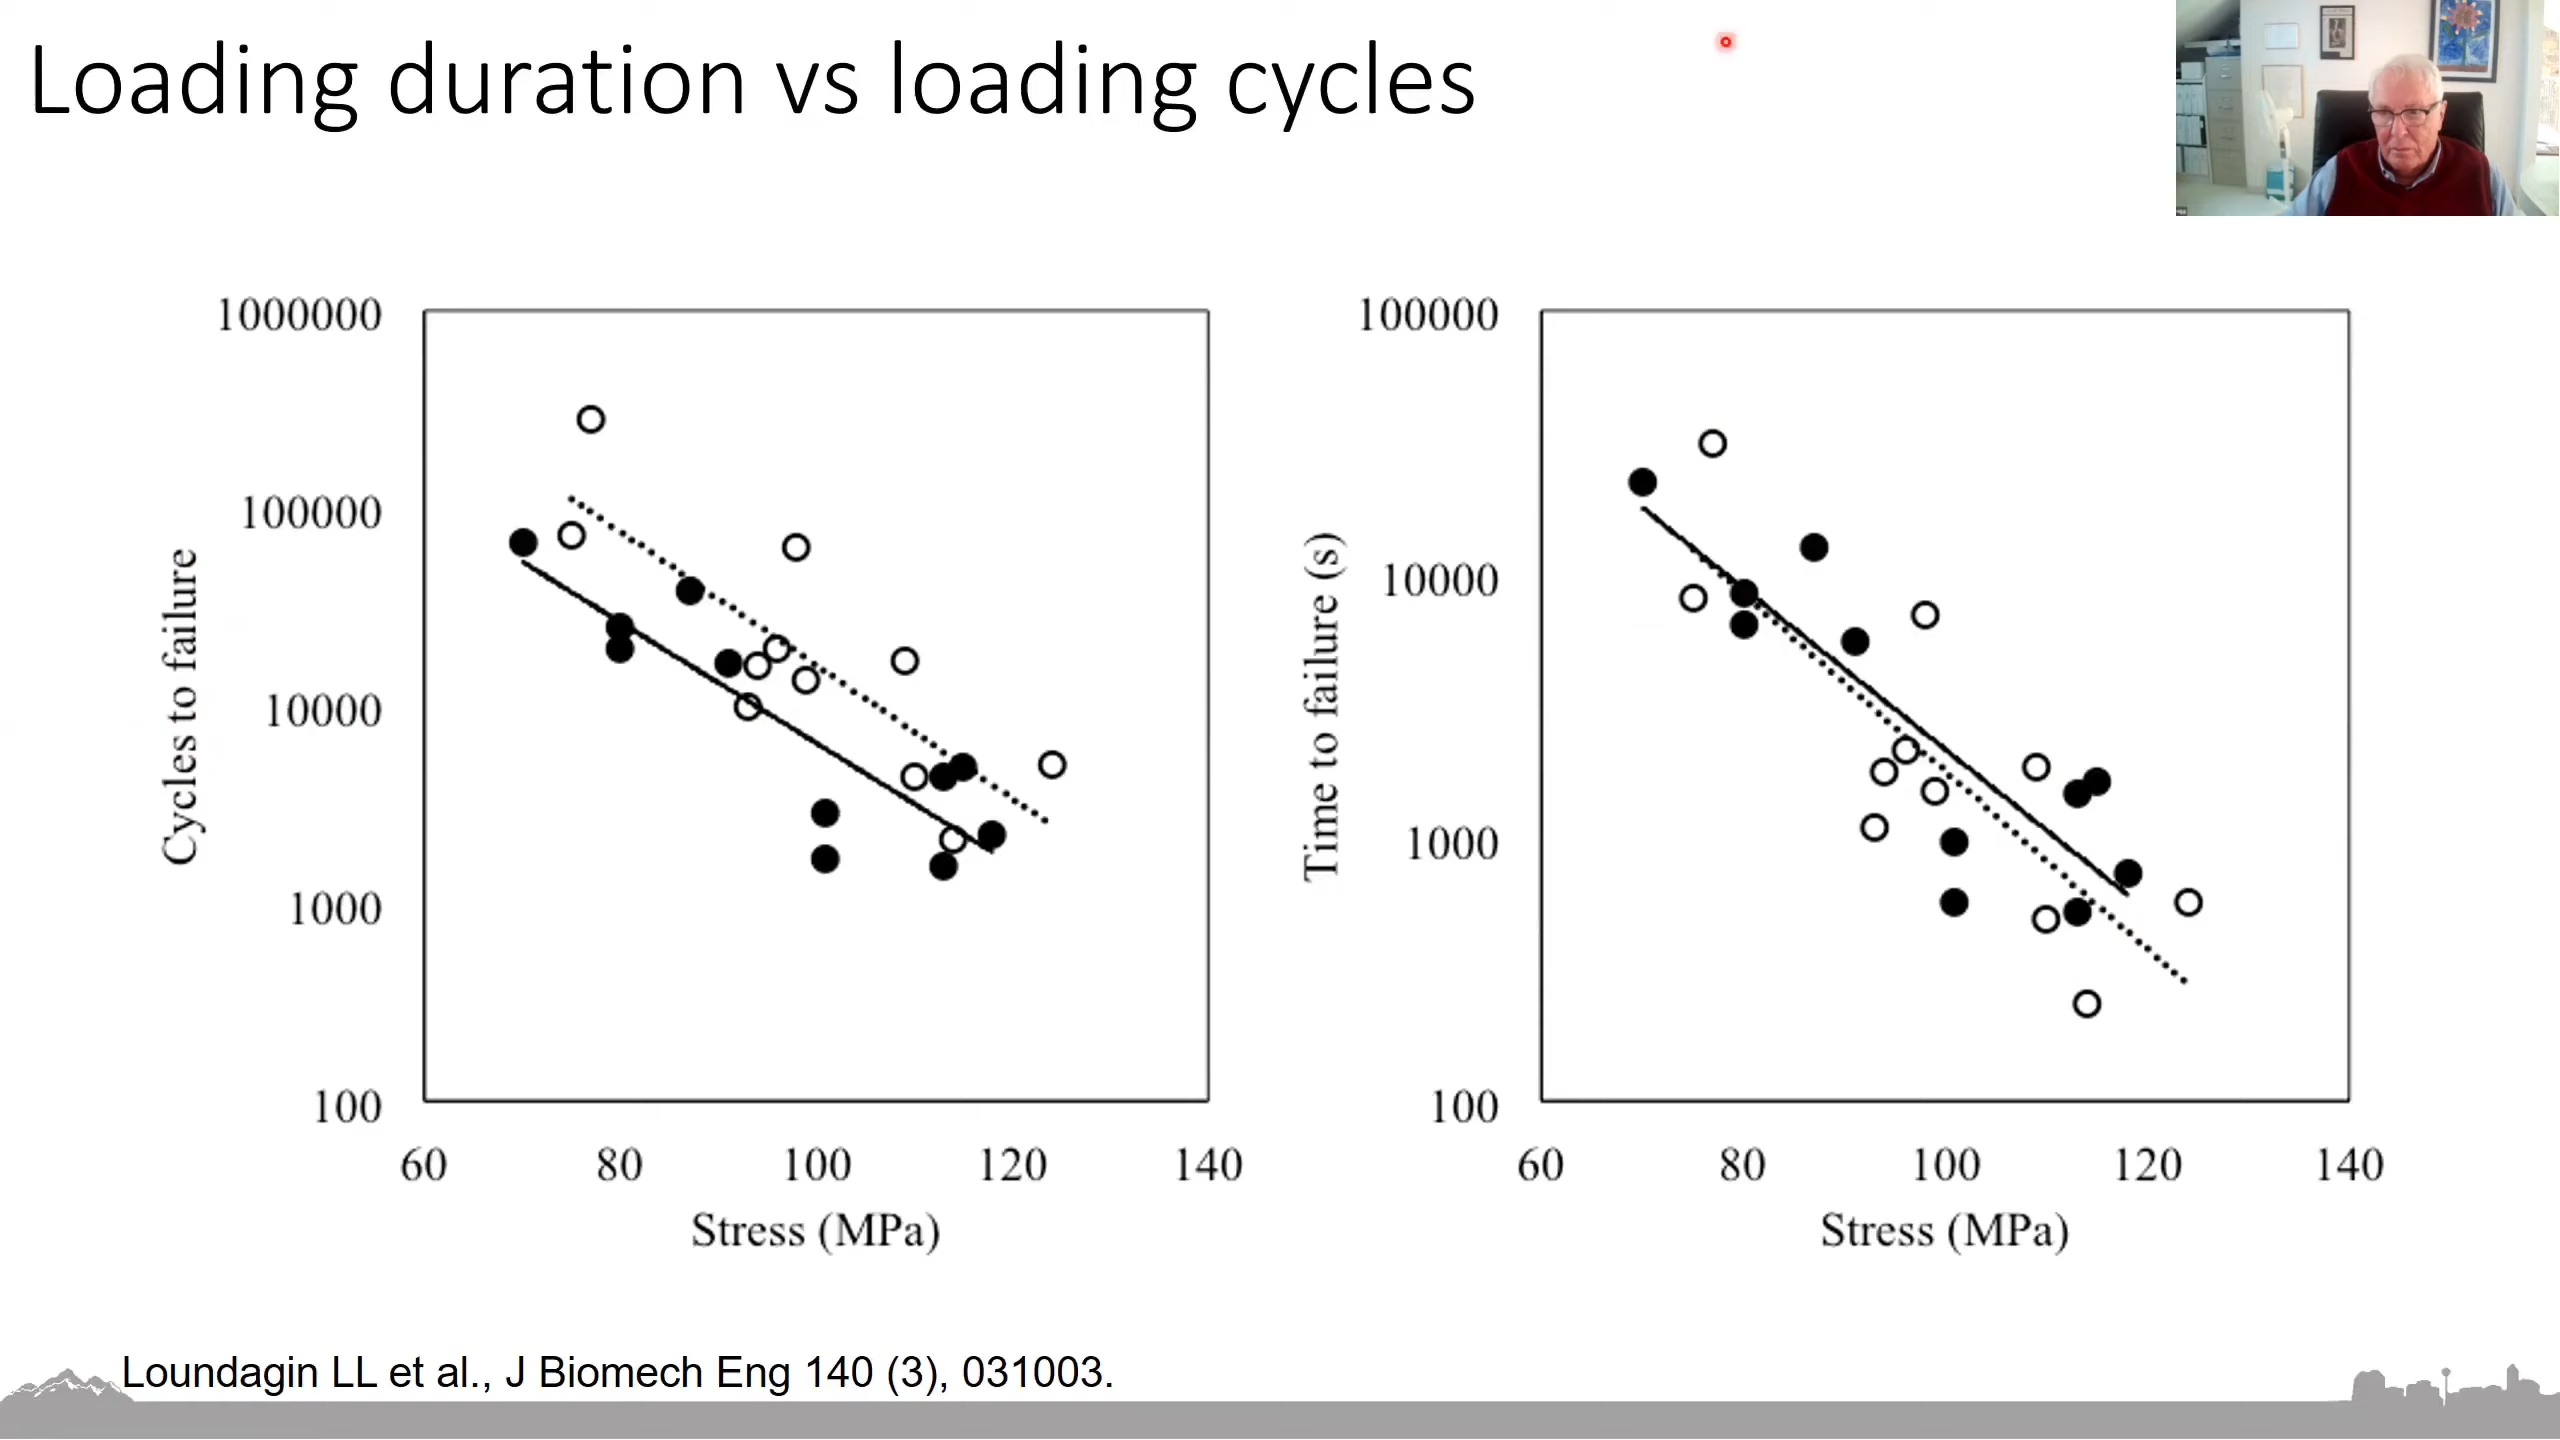 Loading duration vs loading cycles
1000000
100000
10000
1000
100
Cycles to failure
60 80 100 120 140
Stress (MPa)
100000
10000
1000
100
Time to failure (s)
60 80 100 120 140
Stress (MPa)
Loundagin LL et al., J Biomech Eng 140 (3), 031003.